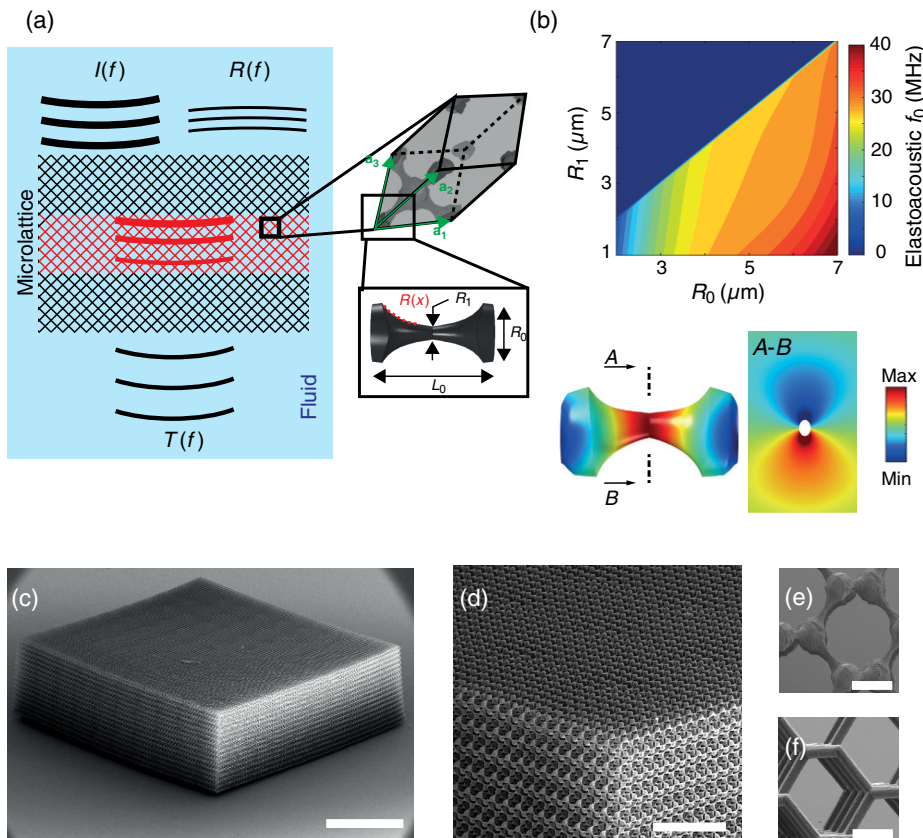 (a)
I(f)
R(f)
Microlattice
a3
a2
a1
R(x)
R1
R0
L0
T(f)
Fluid
(b)
7
5
3
1
R1 (μm)
3
5
7
R0 (μm)
40
30
20
10
0
Elastoacoustic f0 (MHz)
A
B
A-B
Max
Min
(c)
(d)
(e)
(f)